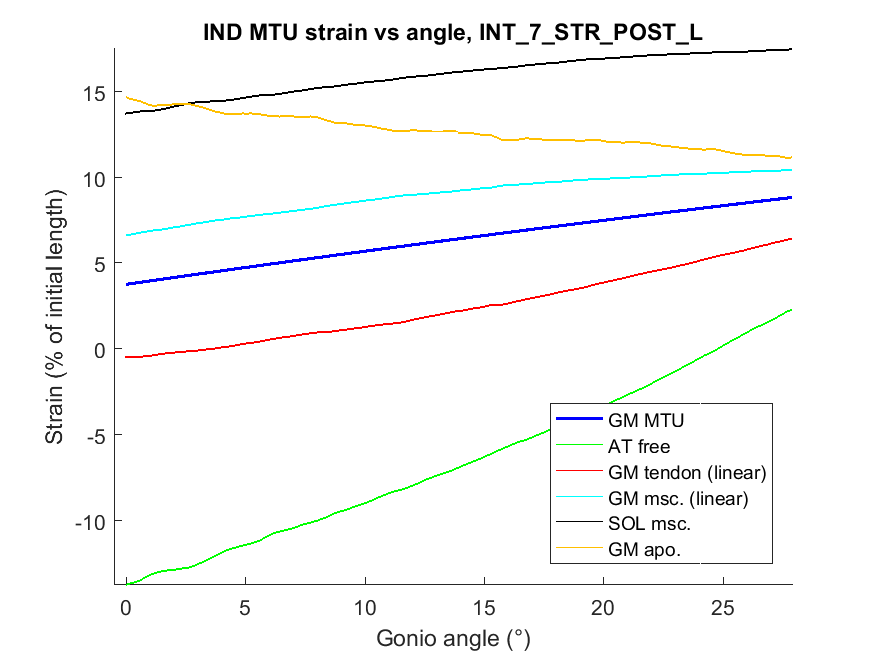 IND MTU strain vs angle, INT_7_STR_POST_L
Strain (% of initial length)
15
10
5
0
-5
-10
GM MTU
AT free
GM tendon (linear)
GM msc. (linear)
SOL msc.
GM apo.
0 5 10 15 20 25
Gonio angle (°)